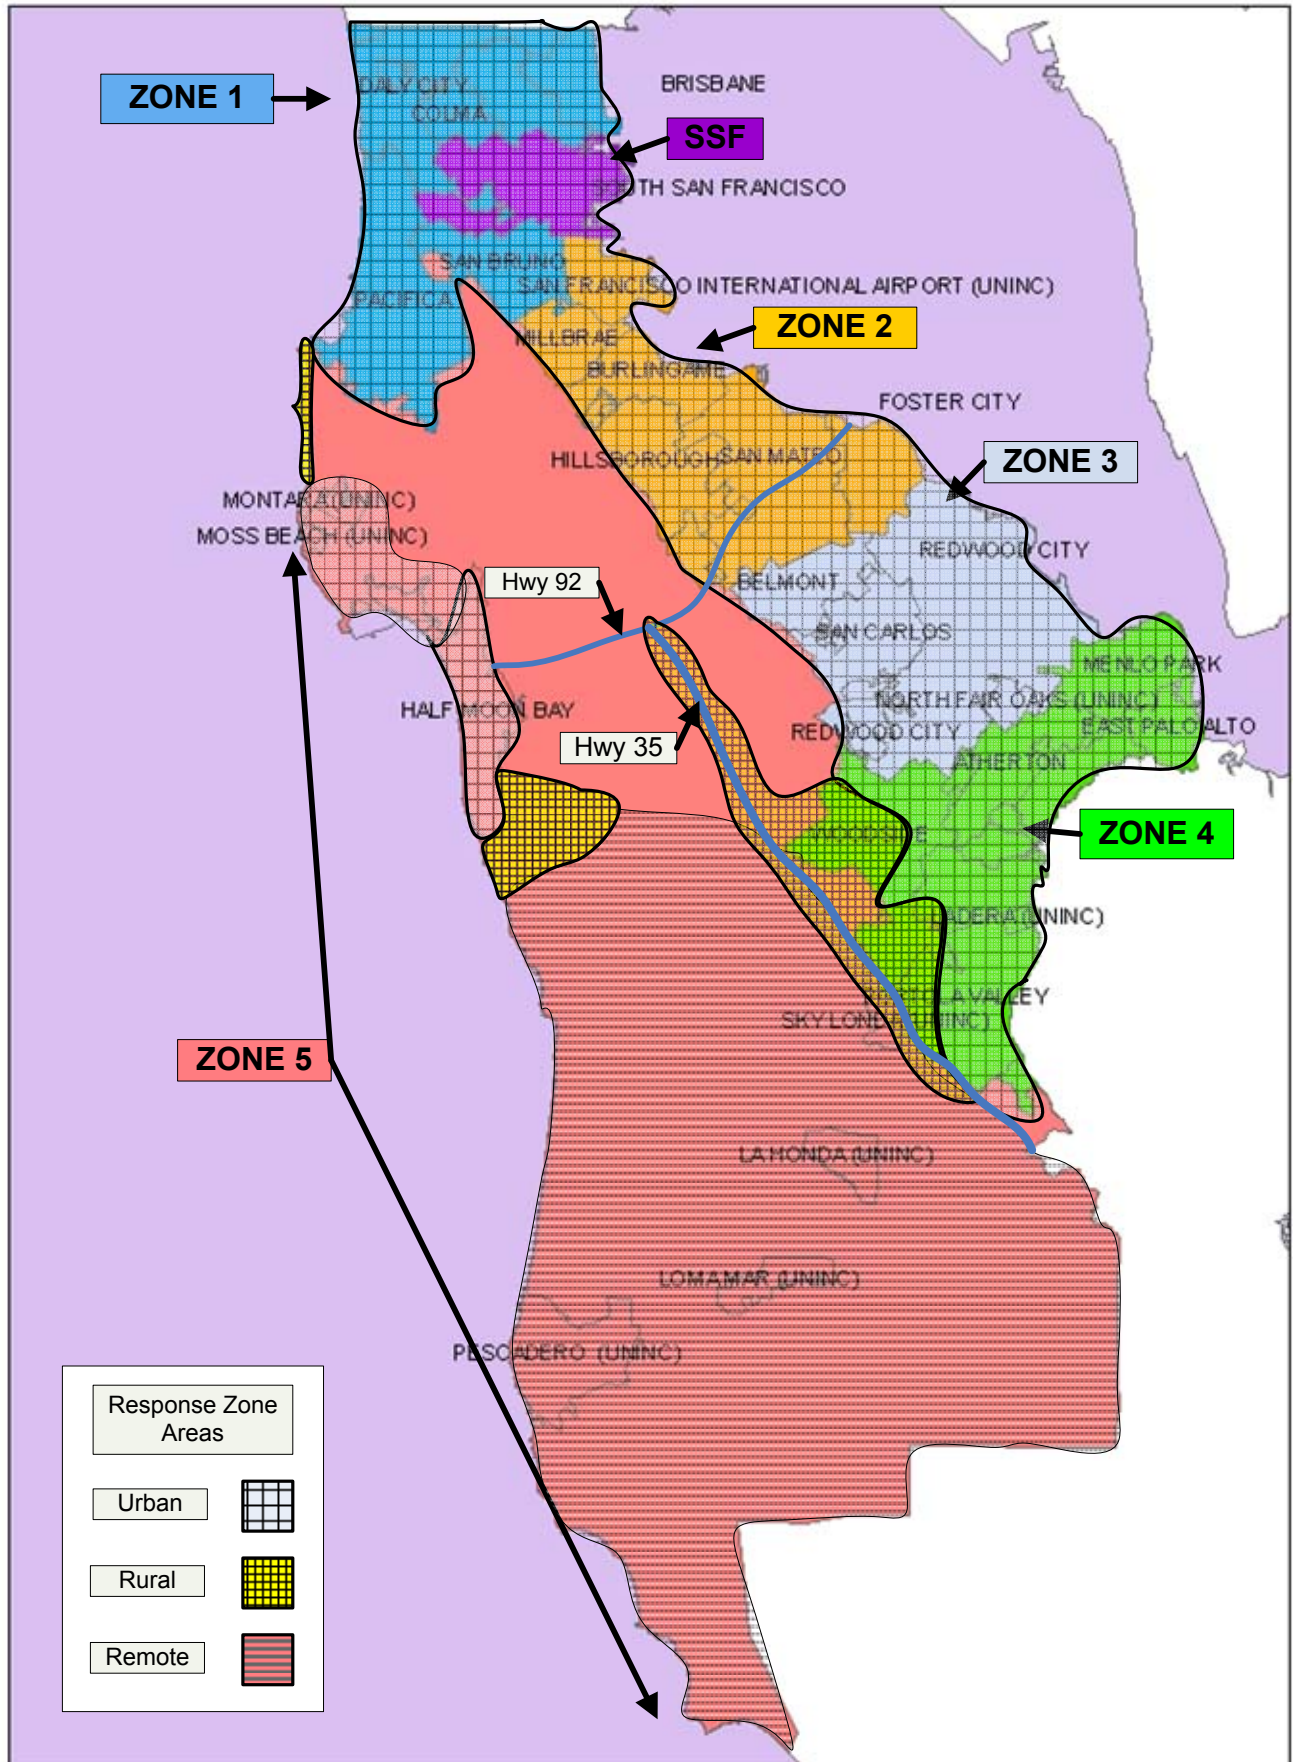 ZONE 1
DALY CITY
BRISBANE
COLMA
SSF
SOUTH SAN FRANCISCO
SAN BRUNO
SAN FRANCISCO INTERNATIONAL AIRPORT (UNINC)
PACIFICA
ZONE 2
MILLBRAE
BURLINGAME
FOSTER CITY
HILLSBOROUGH
SAN MATEO
ZONE 3
MONTARA (UNINC)
MOSS BEACH (UNINC)
REDWOOD CITY
Hwy 92
BELMONT
SAN CARLOS
MENLO PARK
HALF MOON BAY
NORTH FAIR OAKS (UNINC)
REDWOOD CITY
EAST PALO ALTO
Hwy 35
ATHERTON
WOODSIDE
ZONE 4
LADERA (UNINC)
PORTOLA VALLEY
SKYLONDA (UNINC)
ZONE 5
LA HONDA (UNINC)
LOMAMAR (UNINC)
PESCADERO (UNINC)
Response Zone
Areas
Urban
Rural
Remote